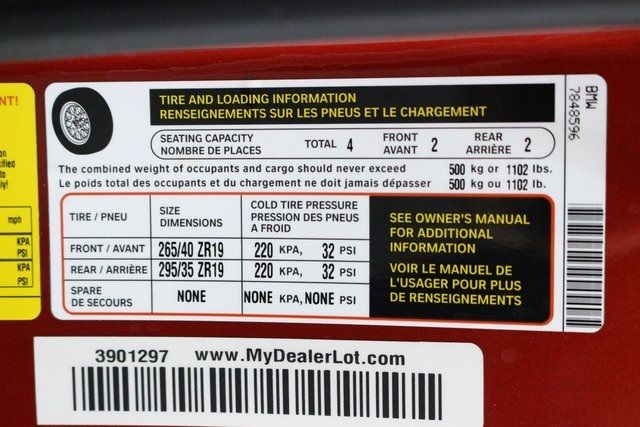 NT!
mph
KPA
PSI
KPA
PSI
TIRE AND LOADING INFORMATION
RENSEIGNEMENTS SUR LES PNEUS ET LE CHARGEMENT
SEATING CAPACITY
NOMBRE DE PLACES
TOTAL 4
FRONT
AVANT 2
REAR
ARRIÈRE 2
The combined weight of occupants and cargo should never exceed 500 kg or 1102 lbs.
Le poids total des occupants et du chargement ne doit jamais dépasser 500 kg ou 1102 lb.
TIRE / PNEU
SIZE
DIMENSIONS
COLD TIRE PRESSURE
PRESSION DES PNEUS
A FROID
FRONT / AVANT 265/40 ZR19 220 KPA, 32 PSI
REAR / ARRIÈRE 295/35 ZR19 220 KPA, 32 PSI
SPARE
DE SECOURS
NONE NONE KPA, NONE PSI
SEE OWNER'S MANUAL
FOR ADDITIONAL
INFORMATION
VOIR LE MANUEL DE
L'USAGER POUR PLUS
DE RENSEIGNEMENTS
BMW
7848596
3901297 www.MyDealerLot.com